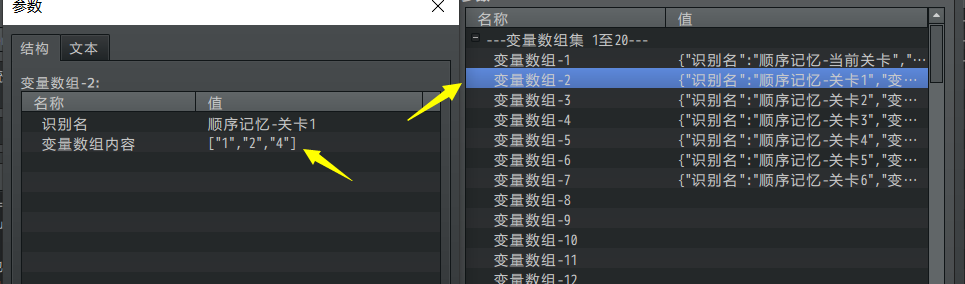 参数
结构
文本
变量数组-2:
名称
值
识别名
顺序记忆-关卡1
变量数组内容
["1","2","4"]
名称
值
---变量数组集 1至20---
变量数组-1
{"识别名":"顺序记忆-当前关卡","…
变量数组-2
{"识别名":"顺序记忆-关卡1","变…
变量数组-3
{"识别名":"顺序记忆-关卡2","变…
变量数组-4
{"识别名":"顺序记忆-关卡3","变…
变量数组-5
{"识别名":"顺序记忆-关卡4","变…
变量数组-6
{"识别名":"顺序记忆-关卡5","变…
变量数组-7
{"识别名":"顺序记忆-关卡6","变…
变量数组-8
变量数组-9
变量数组-10
变量数组-11
变量数组-12